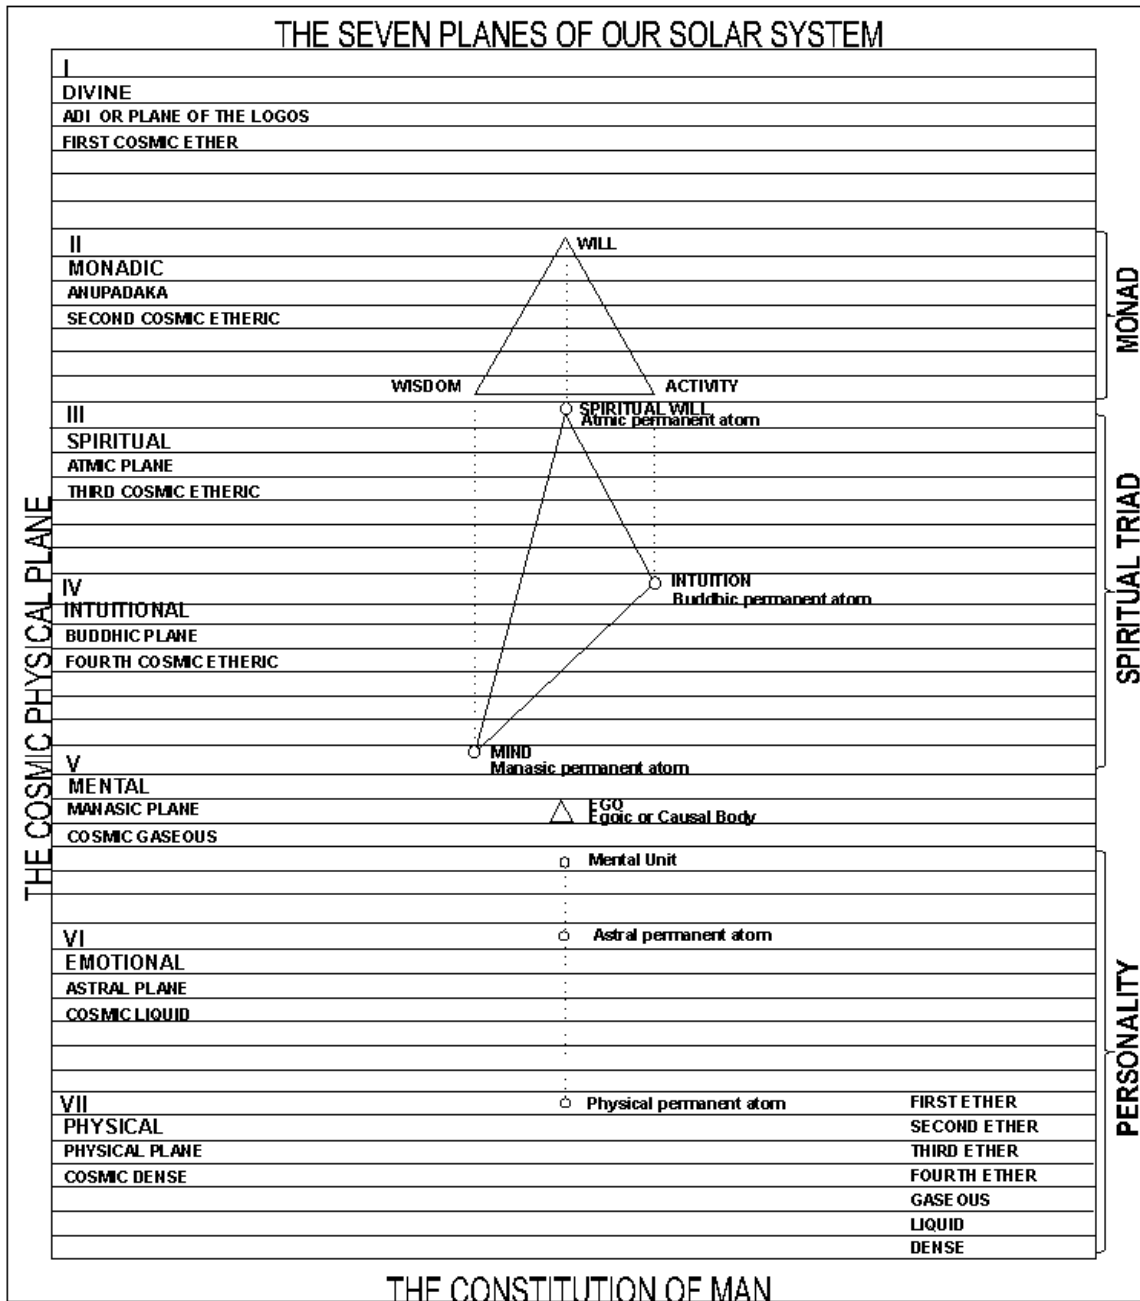 THE SEVEN PLANES OF OUR SOLAR SYSTEM
I
DIVINE
ADI OR PLANE OF THE LOGOS
FIRST COSMIC ETHER
II
WILL
MONADIC
ANUPADAKA
SECOND COSMIC ETHERIC
WISDOM
ACTIVITY
MONAD
III
SPIRITUAL WILL
Atmic permanent atom
SPIRITUAL
ATMIC PLANE
THIRD COSMIC ETHERIC
IV
INTUITION
Buddhic permanent atom
INTUITIONAL
BUDDHIC PLANE
FOURTH COSMIC ETHERIC
SPIRITUAL TRIAD
THE COSMIC PHYSICAL PLANE
V
MIND
Manasic permanent atom
MENTAL
MANASIC PLANE
EGO
Egoic or Causal Body
COSMIC GASEOUS
Mental Unit
VI
Astral permanent atom
EMOTIONAL
ASTRAL PLANE
COSMIC LIQUID
PERSONALITY
VII
Physical permanent atom
FIRST ETHER
PHYSICAL
SECOND ETHER
PHYSICAL PLANE
THIRD ETHER
COSMIC DENSE
FOURTH ETHER
GASEOUS
LIQUID
DENSE
THE CONSTITUTION OF MAN